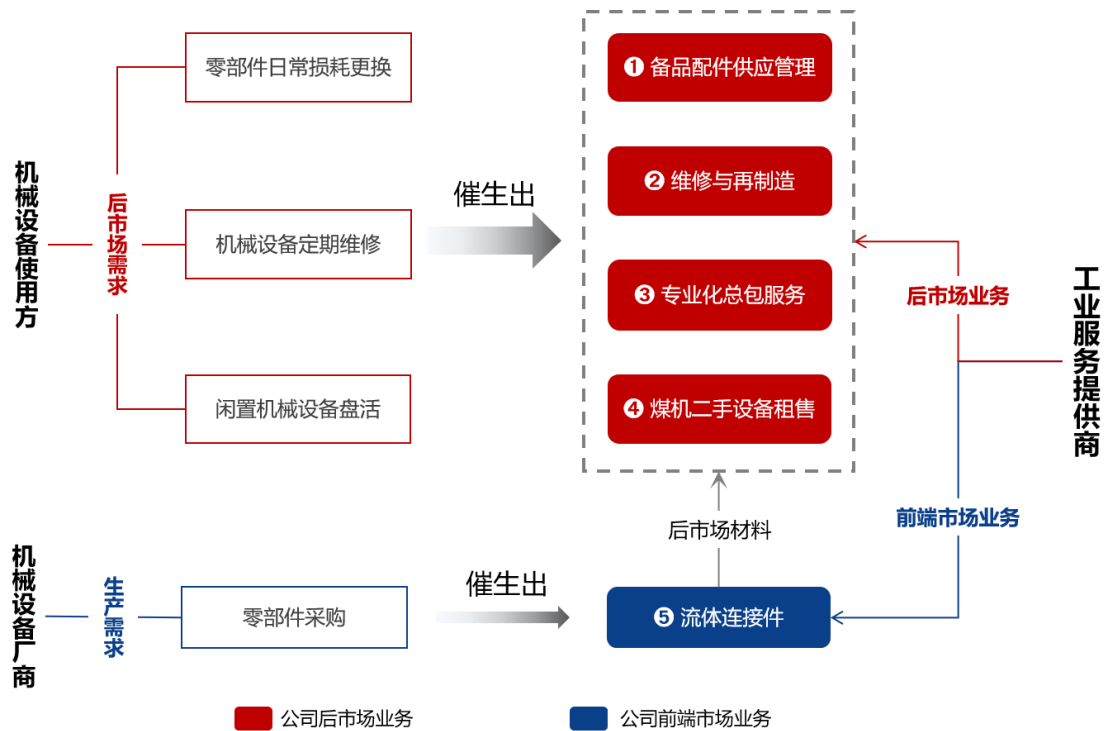 机械设备使用方
后市场需求
零部件日常损耗更换
机械设备定期维修
闲置机械设备盘活
催生出
❶ 备品配件供应管理
❷ 维修与再制造
❸ 专业化总包服务
❹ 煤机二手设备租售
后市场业务
工业服务提供商
前端市场业务
后市场材料
机械设备厂商
生产需求
零部件采购
催生出
❺ 流体连接件
公司后市场业务
公司前端市场业务